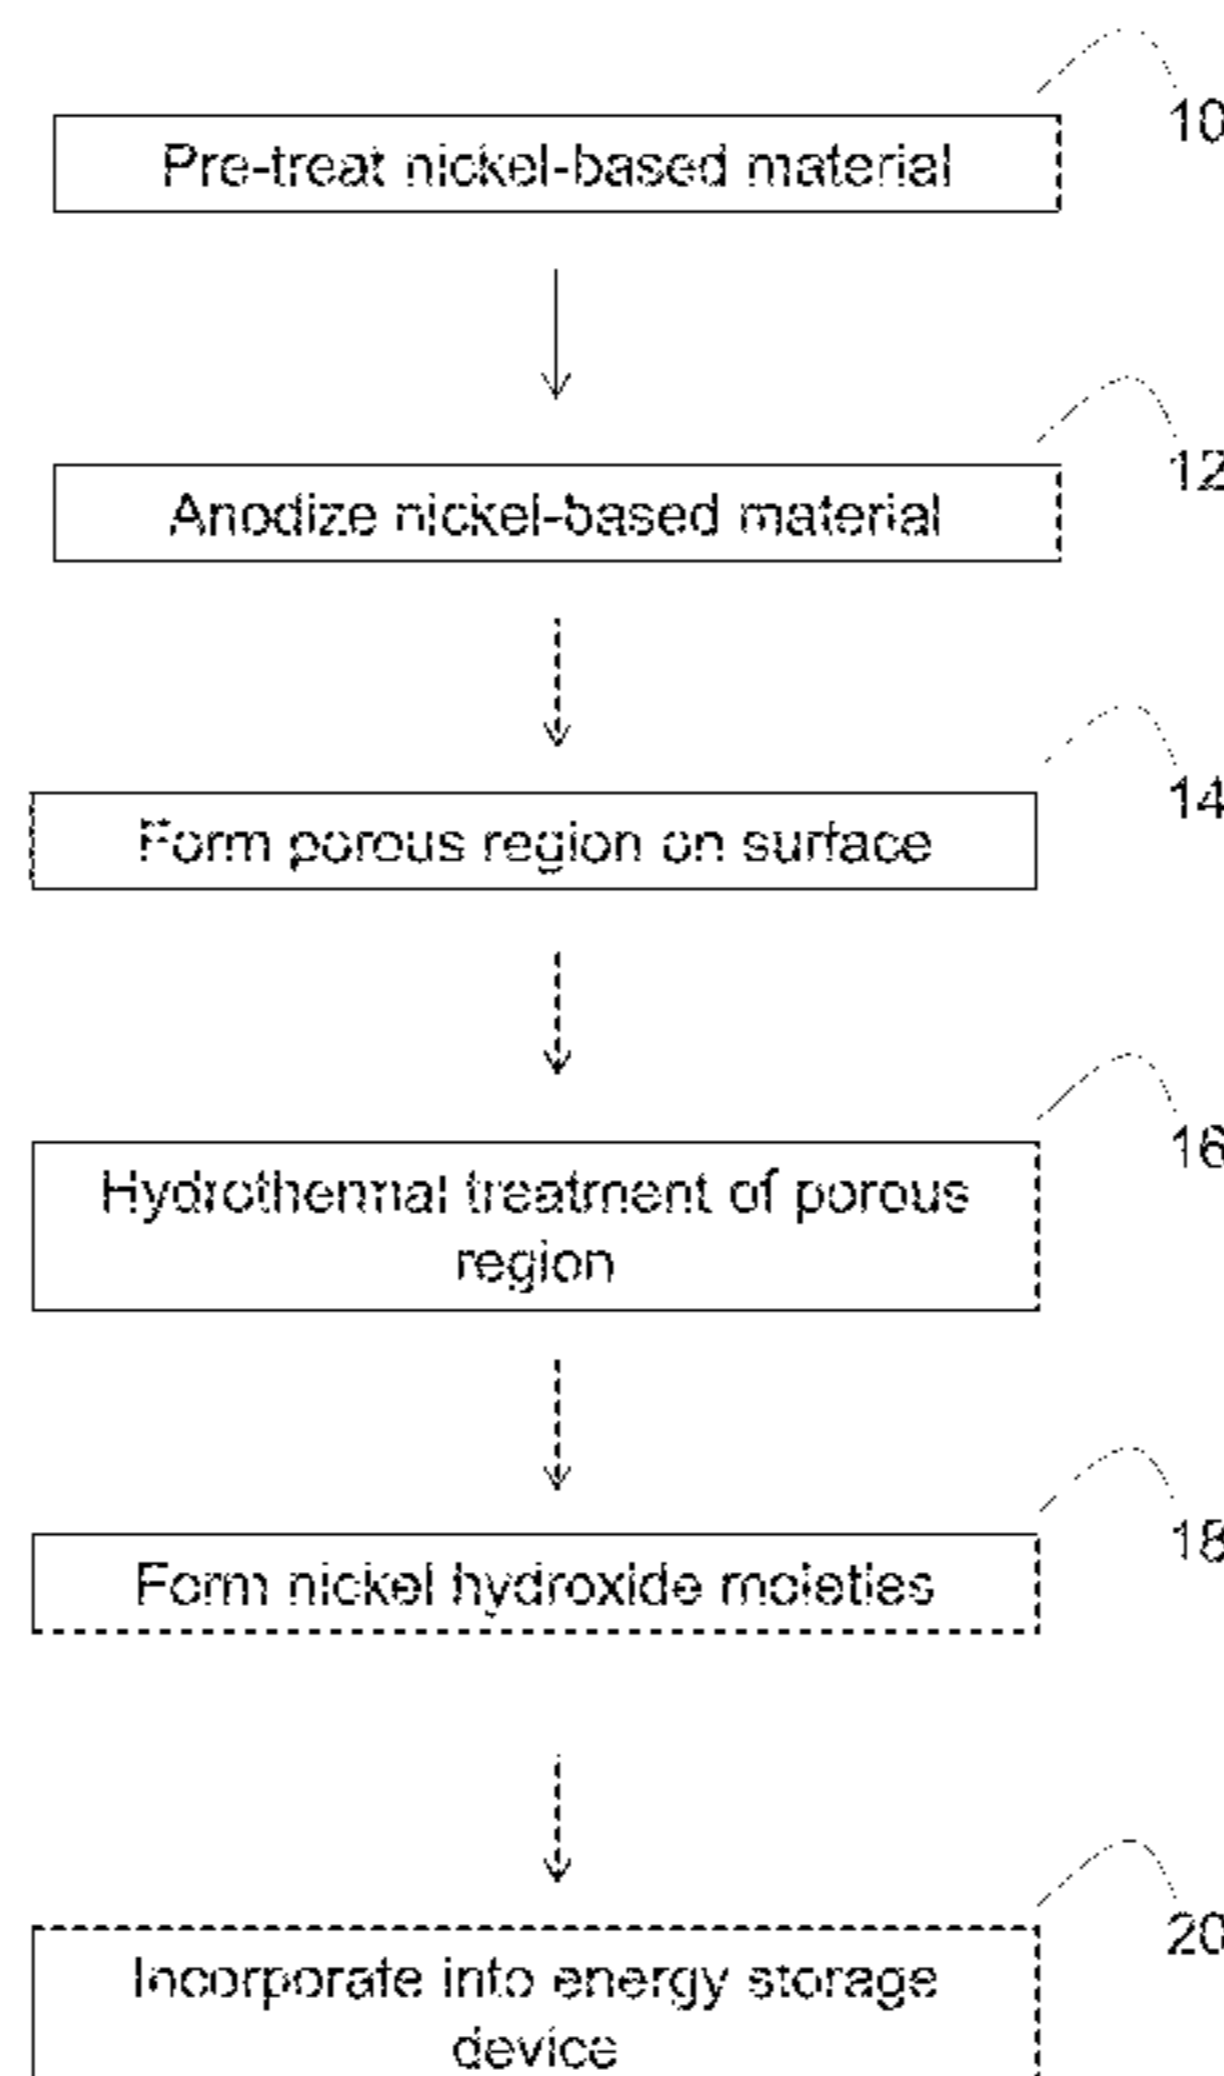 10
Pre-treat nickel-based material
12
Anodize nickel-based material
14
Form porous region on surface
16
Hydrothermal treatment of porous
region
18
Form nickel hydroxide moieties
20
Incorporate into energy storage
device